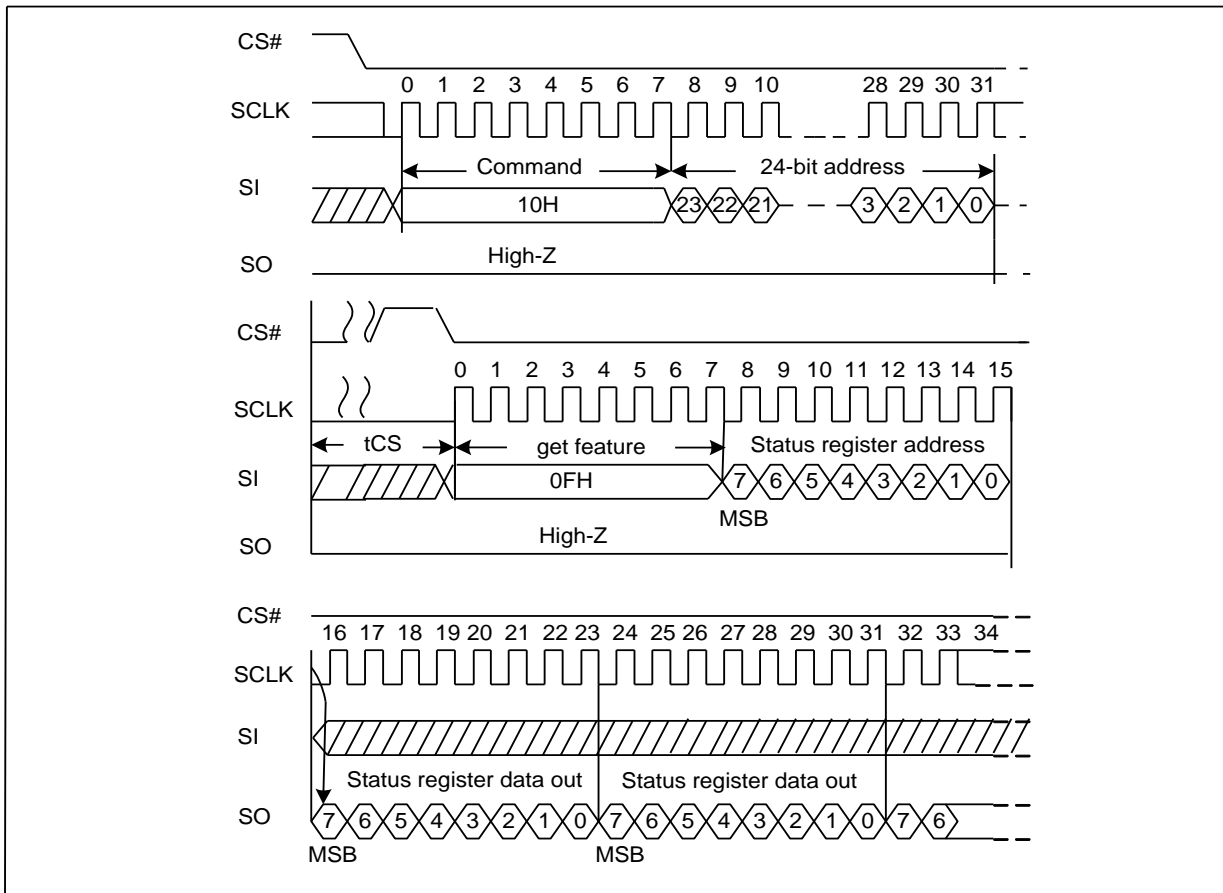 CS#
0 1 2 3 4 5 6 7 8 9 10 28 29 30 31
SCLK
Command 24-bit address
SI
10H 23 22 21 3 2 1 0
High-Z
SO
CS#
0 1 2 3 4 5 6 7 8 9 10 11 12 13 14 15
SCLK
tCS get feature Status register address
SI
0FH 7 6 5 4 3 2 1 0
MSB
High-Z
SO
CS#
16 17 18 19 20 21 22 23 24 25 26 27 28 29 30 31 32 33 34
SCLK
SI
Status register data out Status register data out
SO 7 6 5 4 3 2 1 0 7 6 5 4 3 2 1 0 7 6
MSB MSB